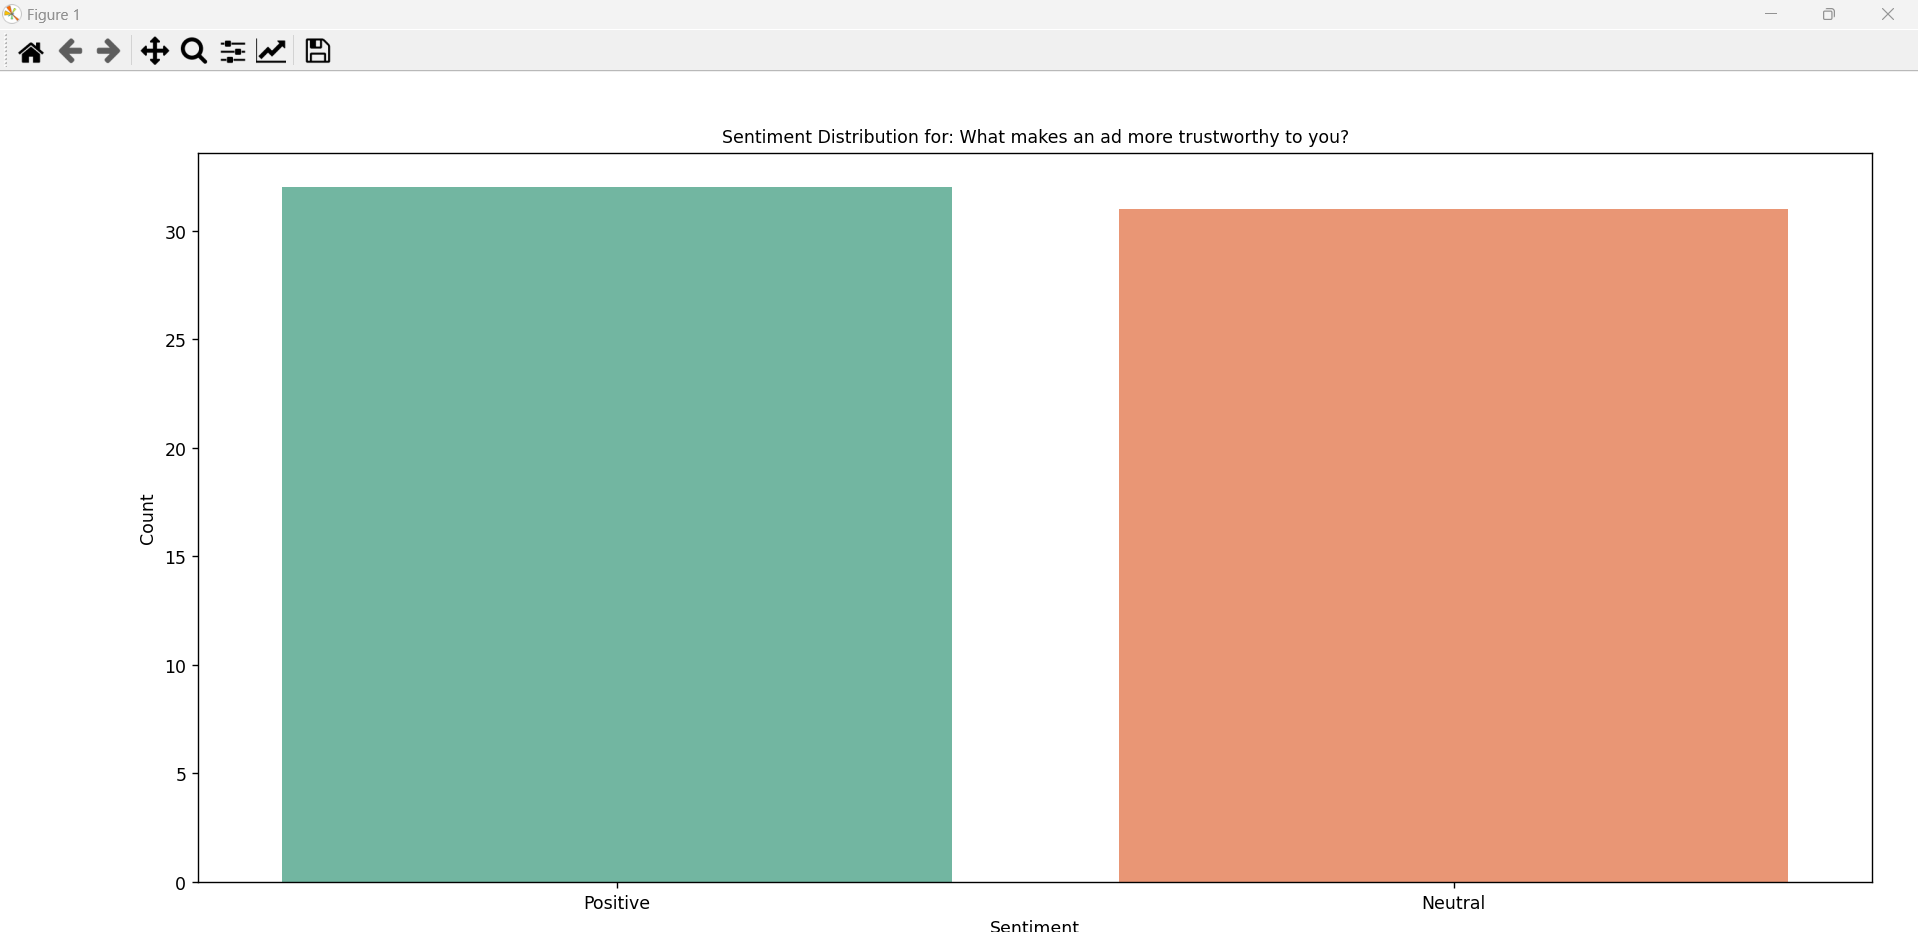 Figure 1
Sentiment Distribution for: What makes an ad more trustworthy to you?
30
25
20
15
10
5
0
Count
Positive
Neutral
Sentiment